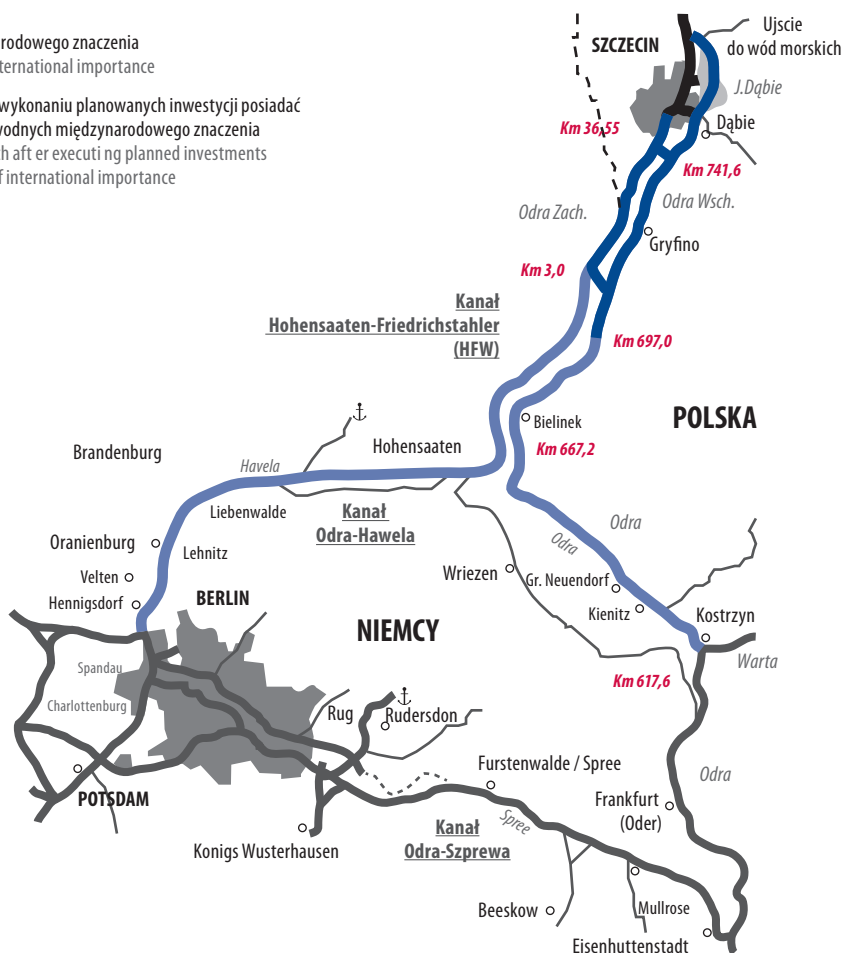 rodowego znaczenia
ternational importance
wykonaniu planowanych inwestycji posiadać
vodnych międzynarodowego znaczenia
h aft er executi ng planned investments
f international importance
SZCZECIN
Ujscie
do wód morskich
J.Dąbie
Dąbie
Km 36,55
Km 741,6
Odra Zach.
Odra Wsch.
Gryfino
Km 3,0
Kanał
Hohensaaten-Friedrichstahler
(HFW)
Km 697,0
POLSKA
Bielinek
Km 667,2
Hohensaaten
Brandenburg
Havela
Liebenwalde
Kanał
Odra-Hawela
Oranienburg
Lehnitz
Odra
Odra
Velten
Wriezen
Gr. Neuendorf
Hennigsdorf
BERLIN
Kienitz
Kostrzyn
NIEMCY
Warta
Spandau
Km 617,6
Charlottenburg
Rug
Rudersdon
Furstenwalde / Spree
Odra
POTSDAM
Frankfurt
(Oder)
Spree
Kanał
Odra-Szprewa
Konigs Wusterhausen
Beeskow
Mullrose
Eisenhuttenstadt